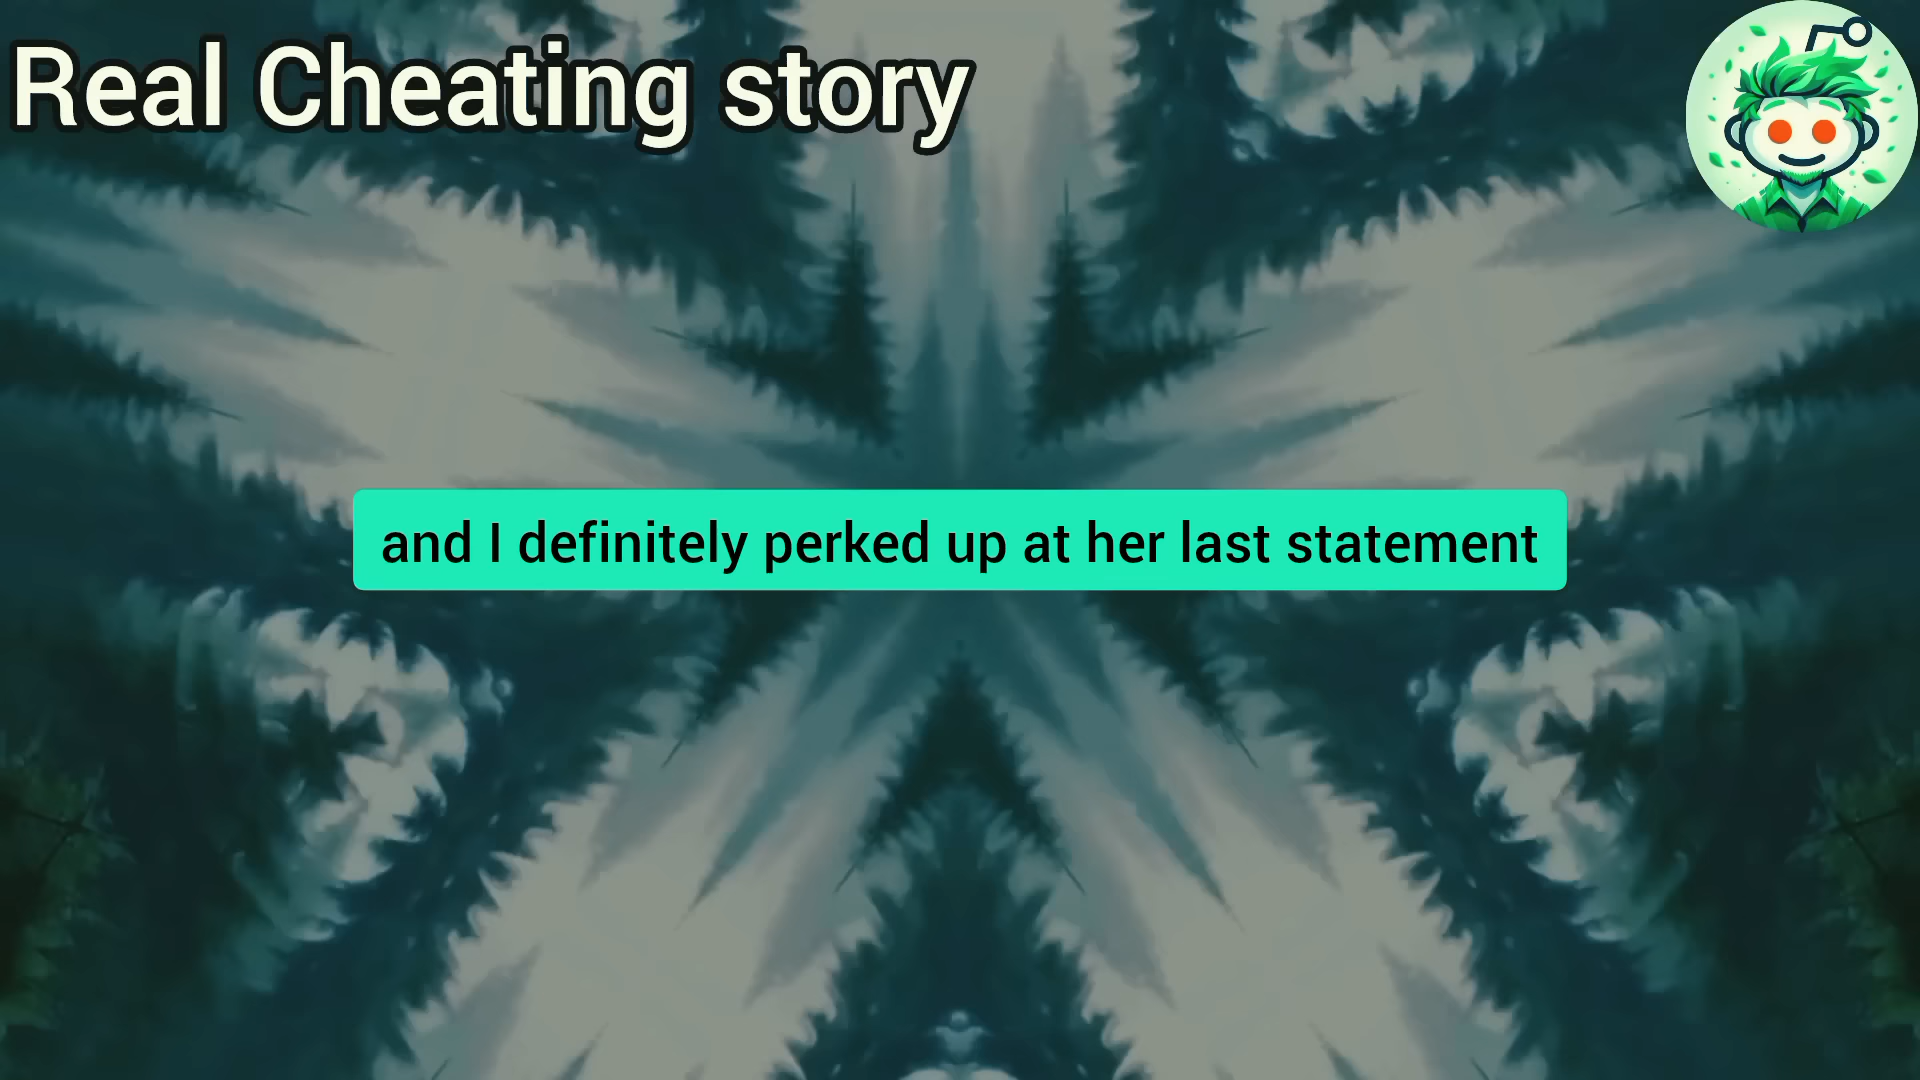 Real Cheating story
and I definitely perked up at her last statement